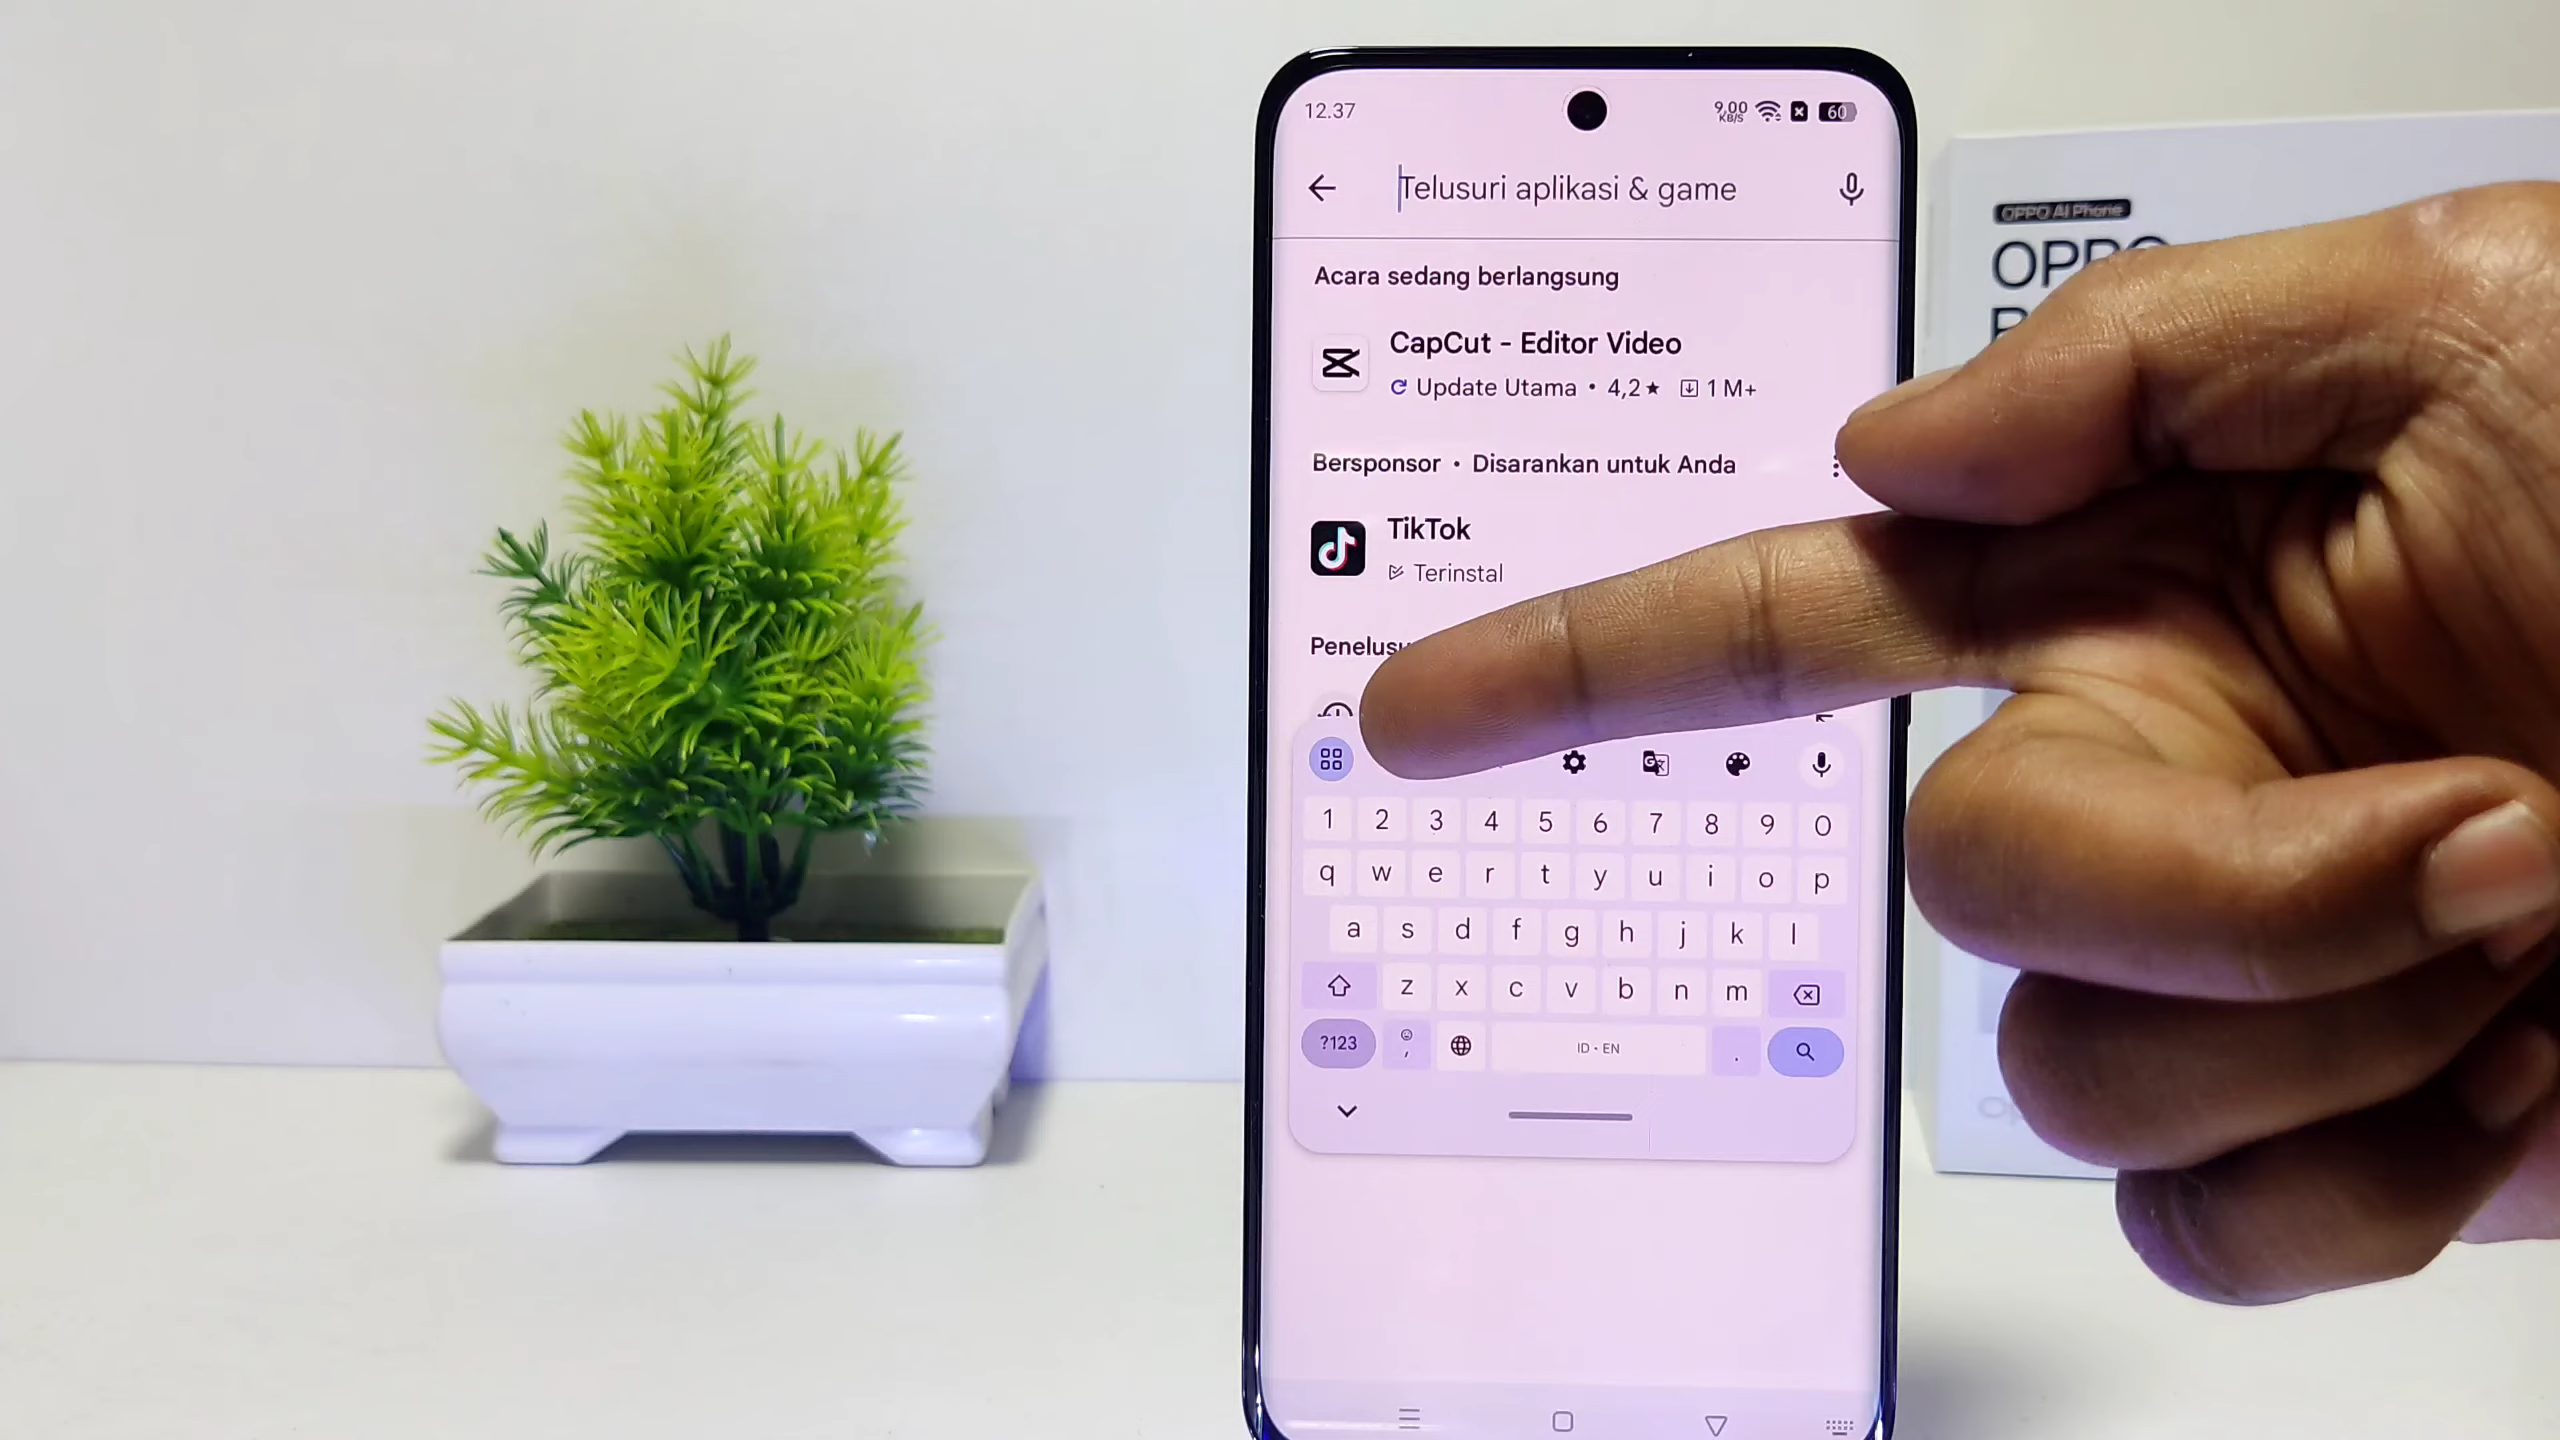 12.37
9,00
KB/S
60
Telusuri aplikasi & game
Acara sedang berlangsung
CapCut - Editor Video
Update Utama • 4,2★ 1 M+
Bersponsor • Disarankan untuk Anda
TikTok
Terinstal
1 2 3 4 5 6 7 8 9 0
q w e r t y u i o p
a s d f g h j k l
z x c v b n m
?123 , ID • EN .
OPPO AI Phone